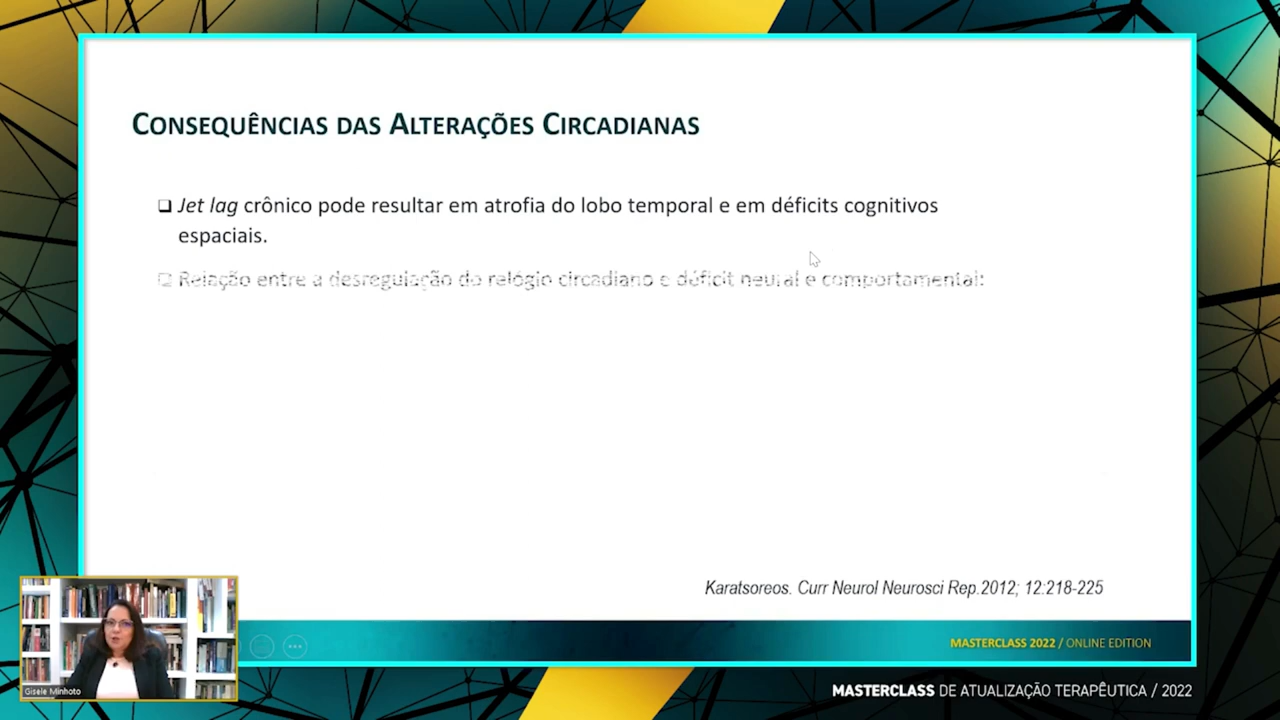 CONSEQUÊNCIAS DAS ALTERAÇÕES CIRCADIANAS
❑ Jet lag crônico pode resultar em atrofia do lobo temporal e em déficits cognitivos
espaciais.
❑ Relação entre a desregulação do relógio circadiano e déficit neural e comportamental:
Karatsoreos. Curr Neurol Neurosci Rep.2012; 12:218-225
MASTERCLASS 2022 / ONLINE EDITION
Gisele Minhoto
MASTERCLASS DE ATUALIZAÇÃO TERAPÊUTICA / 2022